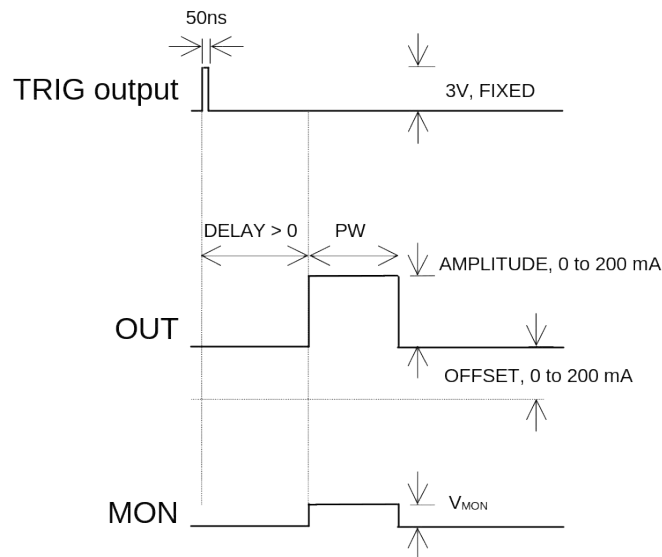 50ns
TRIG output
3V, FIXED
DELAY > 0
PW
AMPLITUDE, 0 to 200 mA
OUT
OFFSET, 0 to 200 mA
MON
VMON